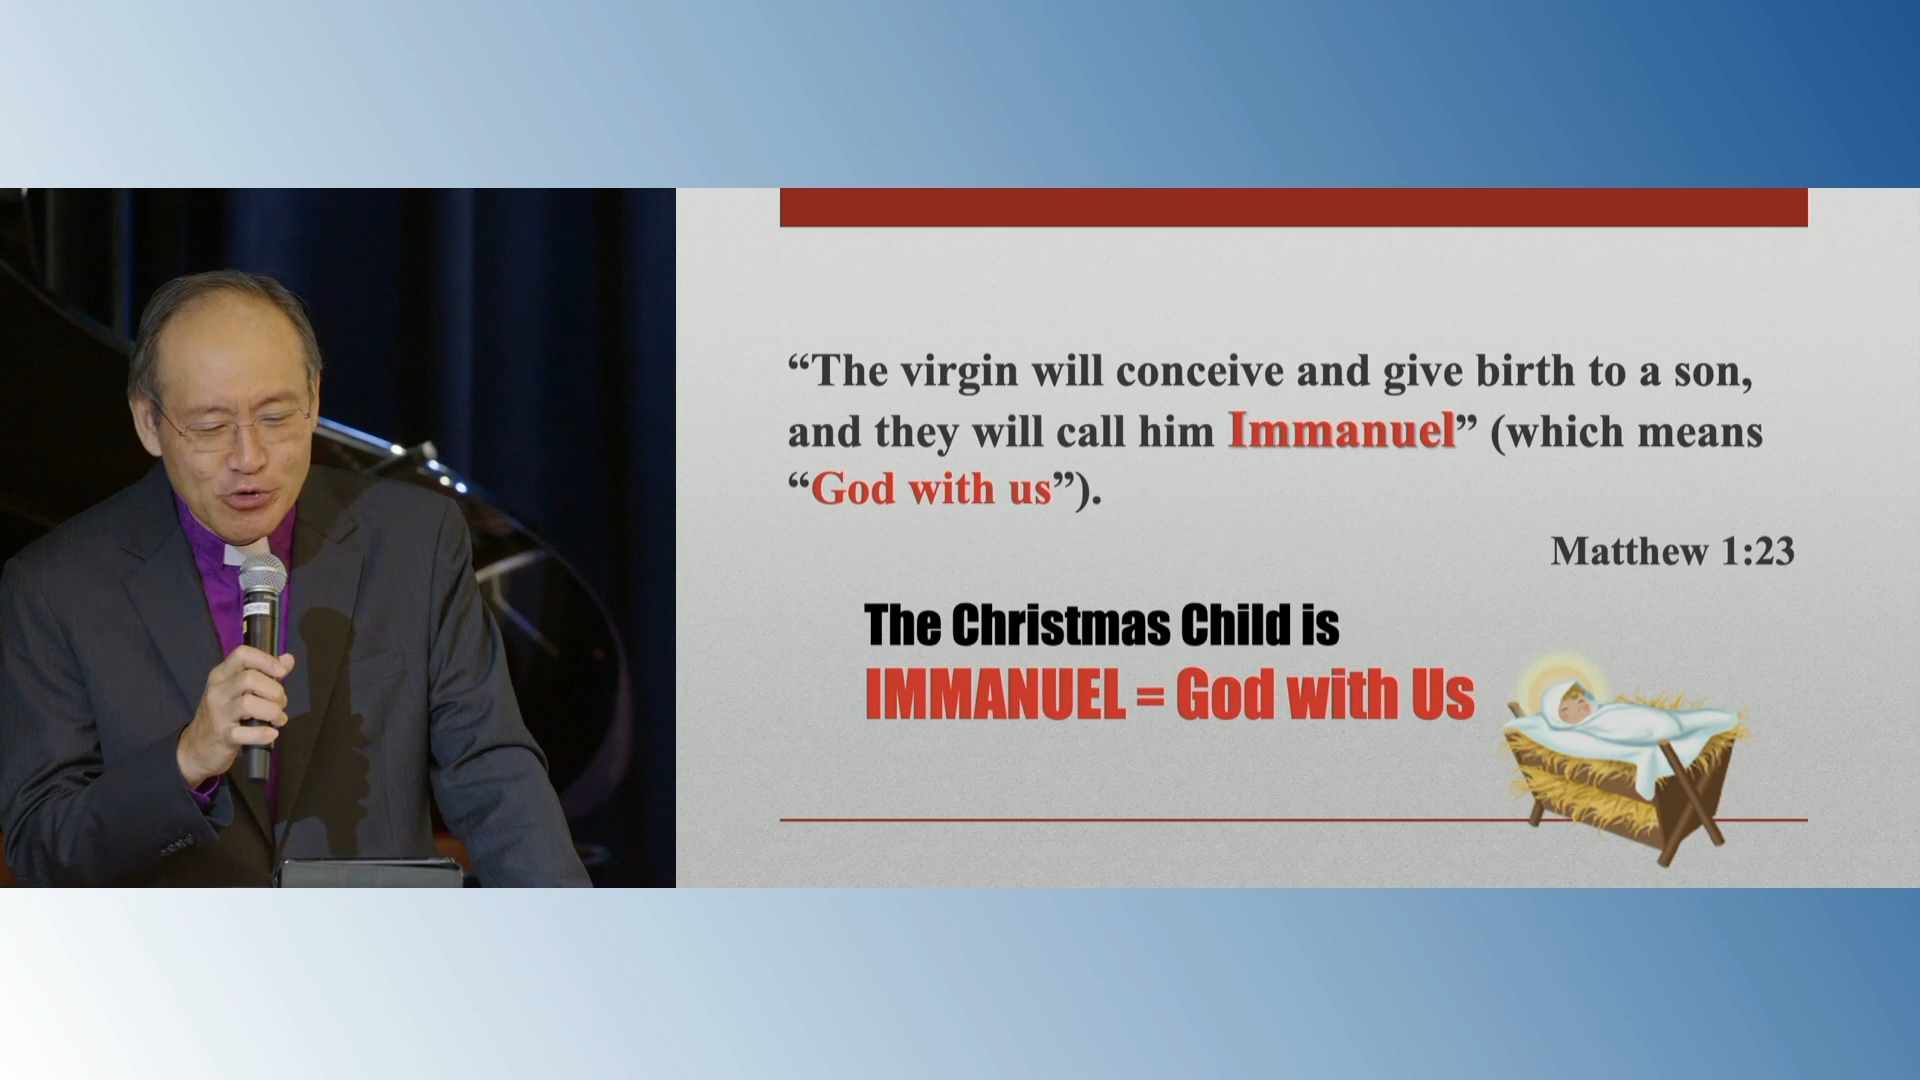 “The virgin will conceive and give birth to a son,
and they will call him Immanuel” (which means
“God with us”).
Matthew 1:23
The Christmas Child is
IMMANUEL = God with Us